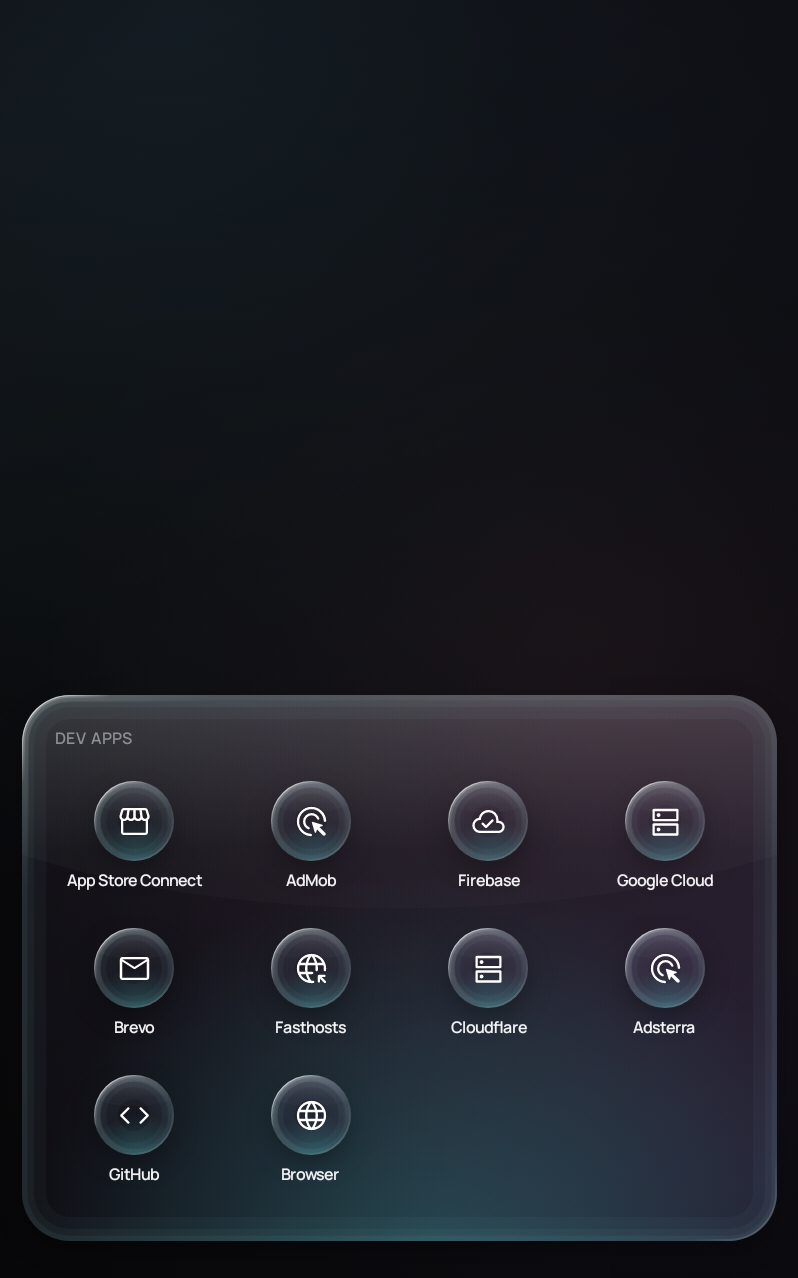 DEV APPS
App Store Connect
AdMob
Firebase
Google Cloud
Brevo
Fasthosts
Cloudflare
Adsterra
GitHub
Browser